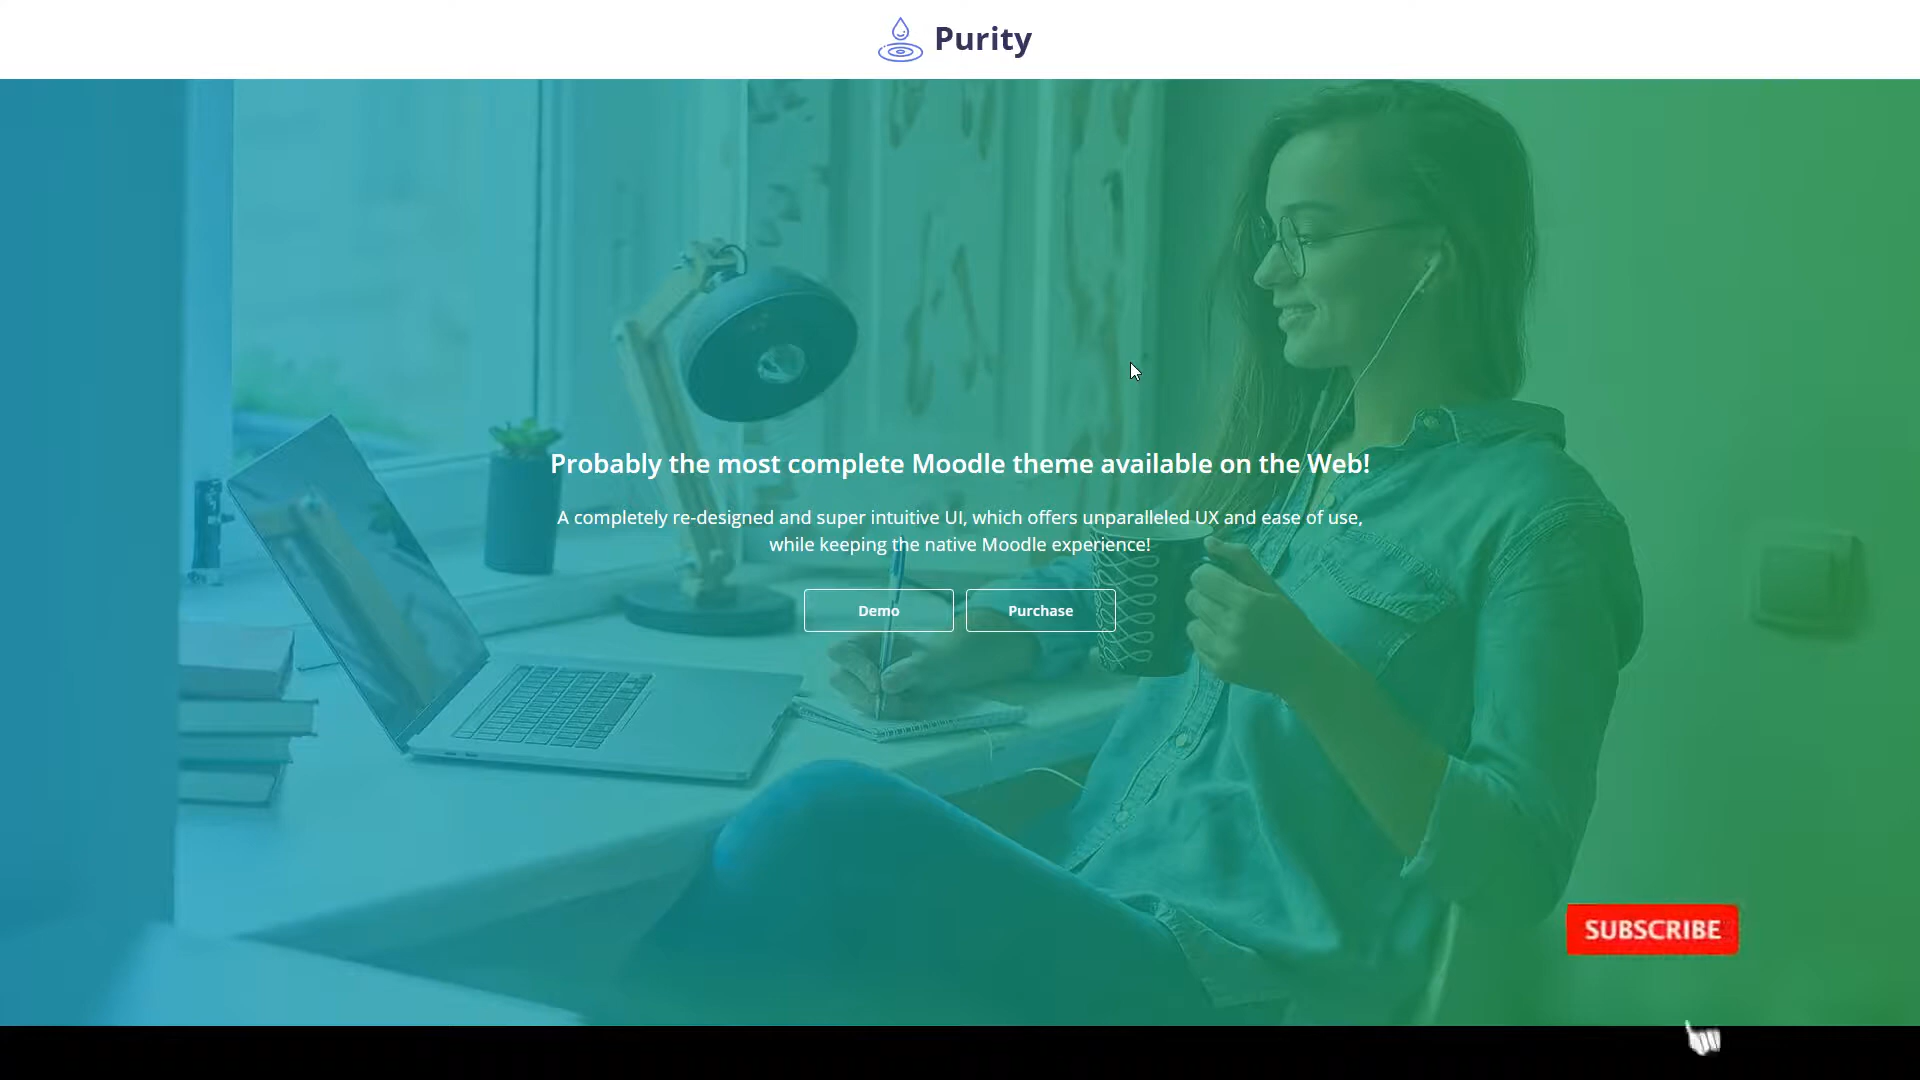 Purity
Probably the most complete Moodle theme available on the Web!
A completely re-designed and super intuitive UI, which offers unparalleled UX and ease of use,
while keeping the native Moodle experience!
Demo
Purchase
SUBSCRIBE